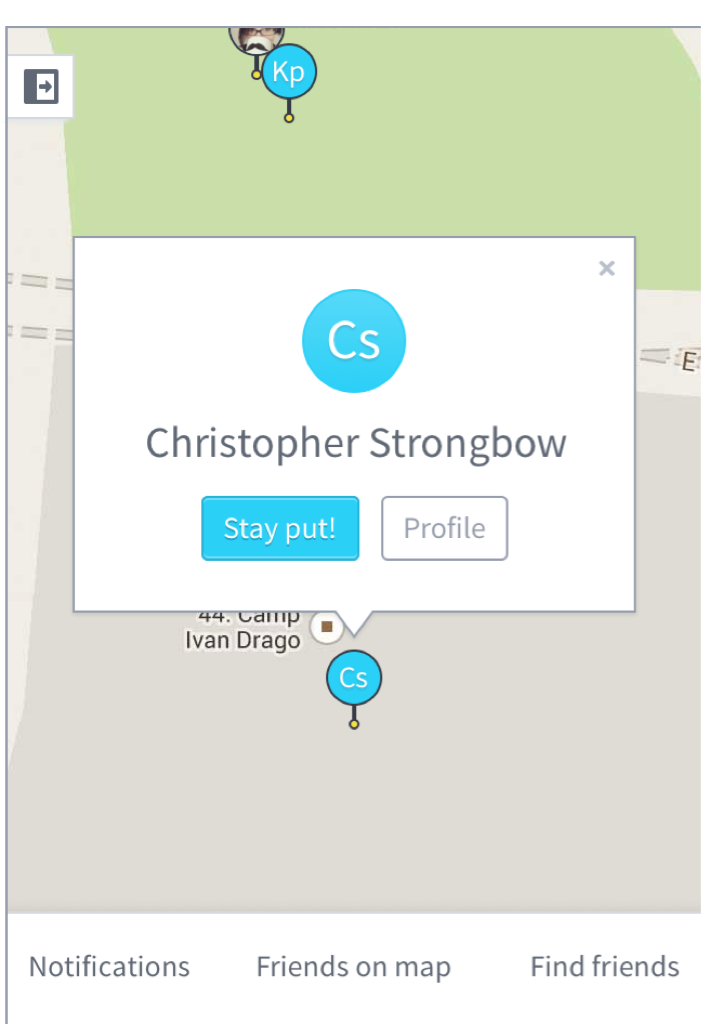 Kp
Cs
Christopher Strongbow
Stay put!
Profile
E
44. Camp
Ivan Drago
Cs
Notifications
Friends on map
Find friends